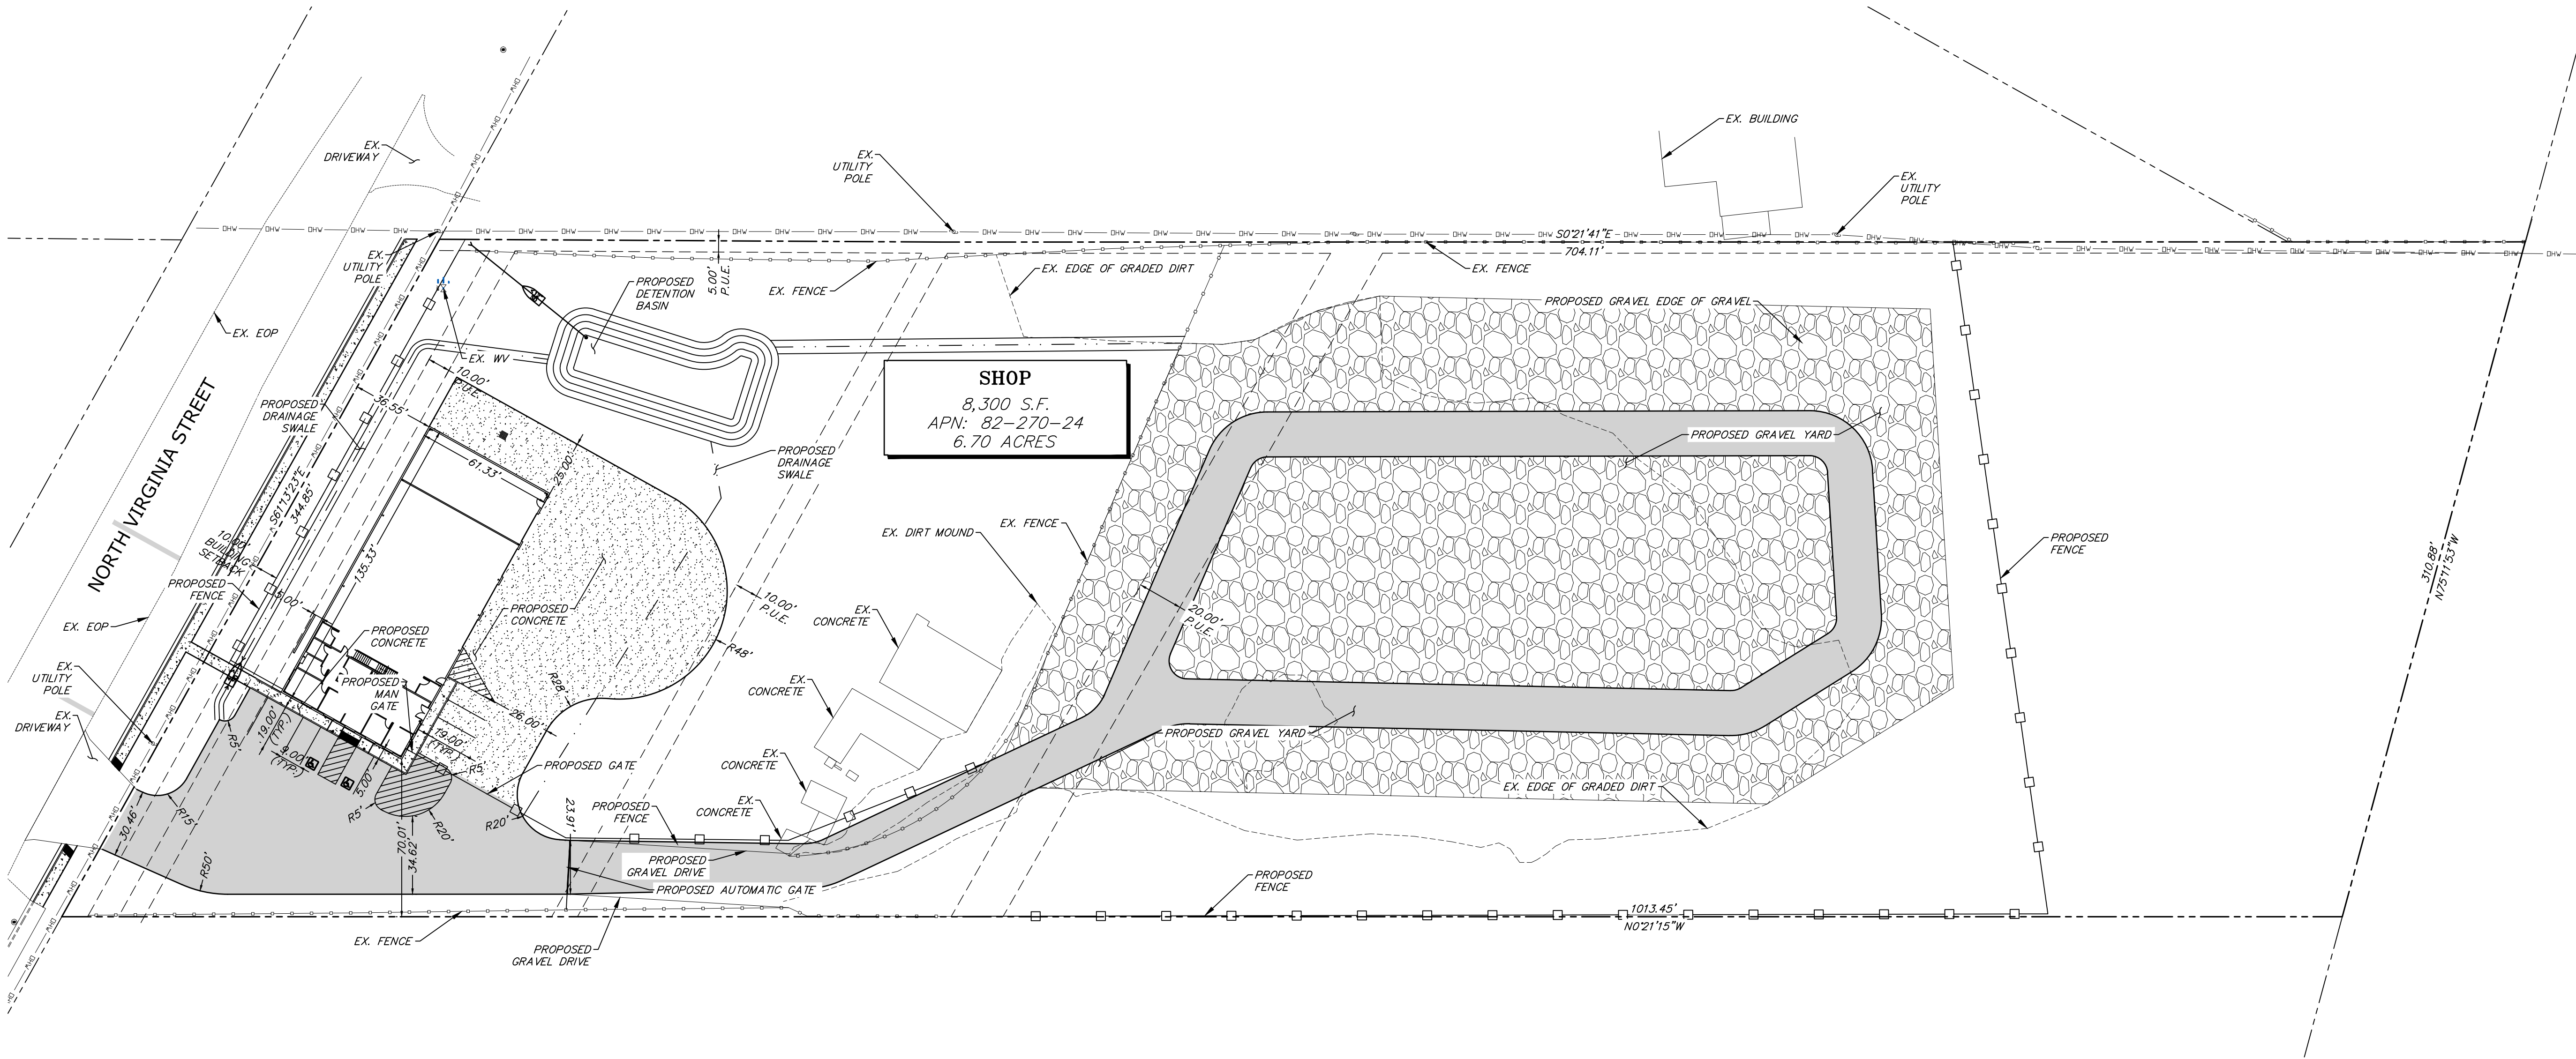 EX. BUILDING
EX.
DRIVEWAY
EX.
UTILITY
POLE
EX.
UTILITY
POLE
S0°21'41"E
704.11'
EX. FENCE
EX.
UTILITY
POLE
5.00'
P.U.E.
EX. FENCE
EX. EDGE OF GRADED DIRT
PROPOSED
DETENTION
BASIN
PROPOSED GRAVEL EDGE OF GRAVEL
EX. EOP
EX. WV
10.00'
P.U.E.
36.55'
SHOP
8,300 S.F.
APN: 82-270-24
6.70 ACRES
PROPOSED
DRAINAGE
SWALE
NORTH VIRGINIA STREET
S61°13'23"E
344.85'
61.33'
25.00'
PROPOSED
DRAINAGE
SWALE
PROPOSED GRAVEL YARD
EX. DIRT MOUND
EX. FENCE
10.00'
BUILDING
SETBACK
135.33'
PROPOSED
FENCE
PROPOSED
FENCE
310.88'
N75°11'53"W
15.00'
EX. EOP
PROPOSED
CONCRETE
PROPOSED
CONCRETE
10.00'
P.U.E.
EX.
CONCRETE
20.00'
P.U.E.
R48'
EX.
UTILITY
POLE
PROPOSED
MAN
GATE
R28'
EX.
CONCRETE
EX.
DRIVEWAY
26.00'
R5'
19.00'
(TYP.)
19.00'
(TYP.)
9.00'
(TYP.)
PROPOSED GRAVEL YARD
R5'
5.00'
PROPOSED GATE
EX.
CONCRETE
EX. EDGE OF GRADED DIRT
R15'
30.46'
R5'
R20'
R20'
23.91'
PROPOSED
FENCE
EX.
CONCRETE
R50'
70.01'
34.62'
PROPOSED
GRAVEL DRIVE
PROPOSED AUTOMATIC GATE
PROPOSED
FENCE
1013.45'
N0°21'15"W
EX. FENCE
PROPOSED
GRAVEL DRIVE